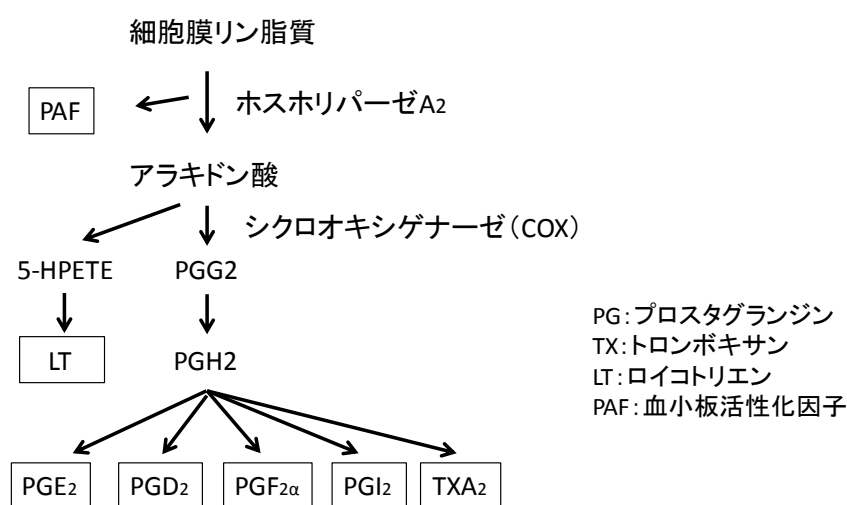 細胞膜リン脂質
PAF
ホスホリパーゼA2
アラキドン酸
シクロオキシゲナーゼ（COX）
5-HPETE PGG2
LT PGH2
PG：プロスタグランジン
TX：トロンボキサン
LT：ロイコトリエン
PAF：血小板活性化因子
PGE2 PGD2 PGF2α PGI2 TXA2